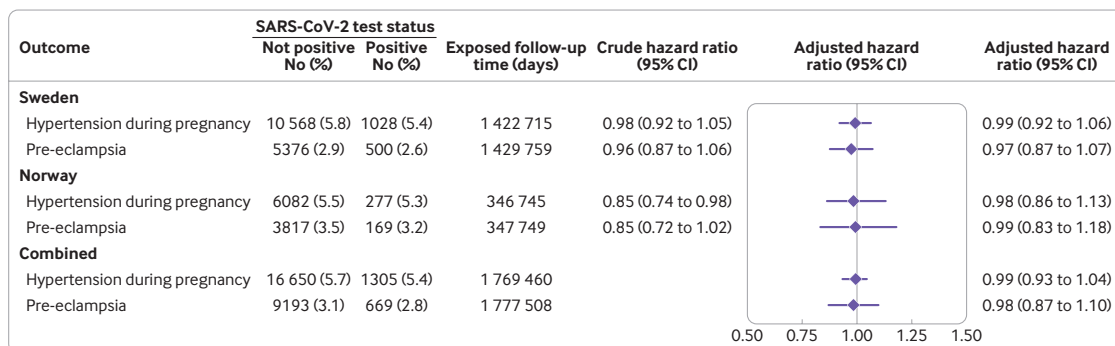 SARS-CoV-2 test status
Outcome Not positive No (%) Positive No (%) Exposed follow-up time (days) Crude hazard ratio (95% CI) Adjusted hazard ratio (95% CI) Adjusted hazard ratio (95% CI)
Sweden
Hypertension during pregnancy 10 568 (5.8) 1028 (5.4) 1 422 715 0.98 (0.92 to 1.05) 0.99 (0.92 to 1.06)
Pre-eclampsia 5376 (2.9) 500 (2.6) 1 429 759 0.96 (0.87 to 1.06) 0.97 (0.87 to 1.07)
Norway
Hypertension during pregnancy 6082 (5.5) 277 (5.3) 346 745 0.85 (0.74 to 0.98) 0.98 (0.86 to 1.13)
Pre-eclampsia 3817 (3.5) 169 (3.2) 347 749 0.85 (0.72 to 1.02) 0.99 (0.83 to 1.18)
Combined
Hypertension during pregnancy 16 650 (5.7) 1305 (5.4) 1 769 460 0.99 (0.93 to 1.04)
Pre-eclampsia 9193 (3.1) 669 (2.8) 1 777 508 0.98 (0.87 to 1.10)
0.50 0.75 1.00 1.25 1.50